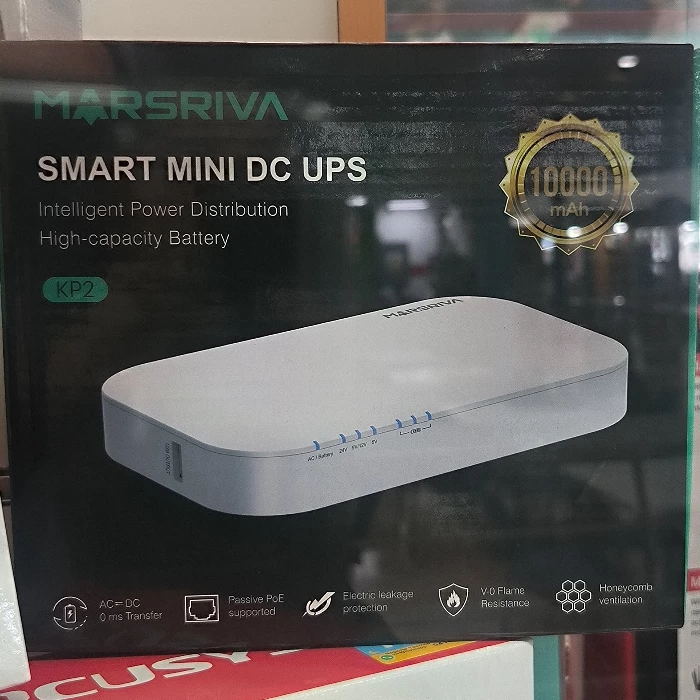 MARSRIVA
SMART MINI DC UPS
Intelligent Power Distribution
High-capacity Battery
KP2
10000
mAh
MARSRIVA
AC / Battery
24V
9V/12V
5V
AC⇌DC
0 ms Transfer
Passive PoE
supported
Electric leakage
protection
V-0 Flame
Resistance
Honeycomb
ventilation
CUSYS